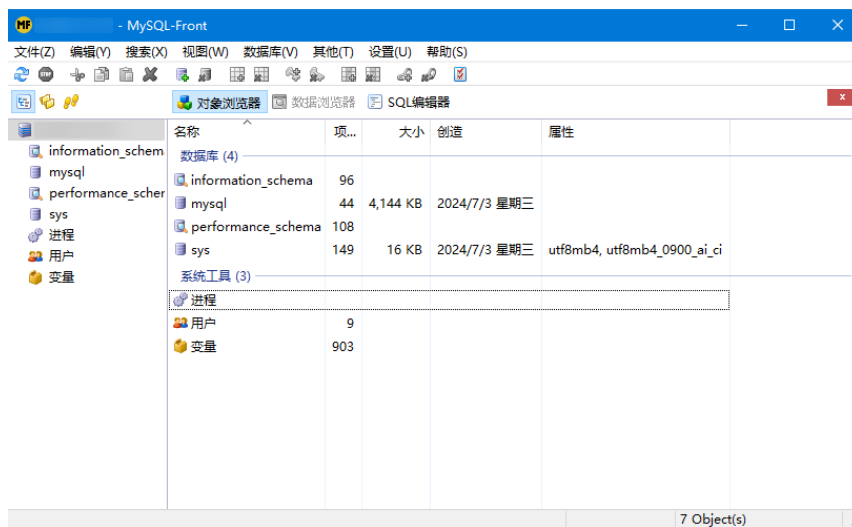 MF - MySQL-Front
文件(Z) 编辑(Y) 搜索(X) 视图(W) 数据库(V) 其他(T) 设置(U) 帮助(S)
STOP
对象浏览器 数据浏览器 SQL编辑器 x
名称 项... 大小 创造 属性
数据库 (4)
information_schem
information_schema 96
mysql
mysql 44 4,144 KB 2024/7/3 星期三
performance_scher
performance_schema 108
sys
sys 149 16 KB 2024/7/3 星期三 utf8mb4, utf8mb4_0900_ai_ci
进程
用户
变量
系统工具 (3)
进程
用户 9
变量 903
7 Object(s)